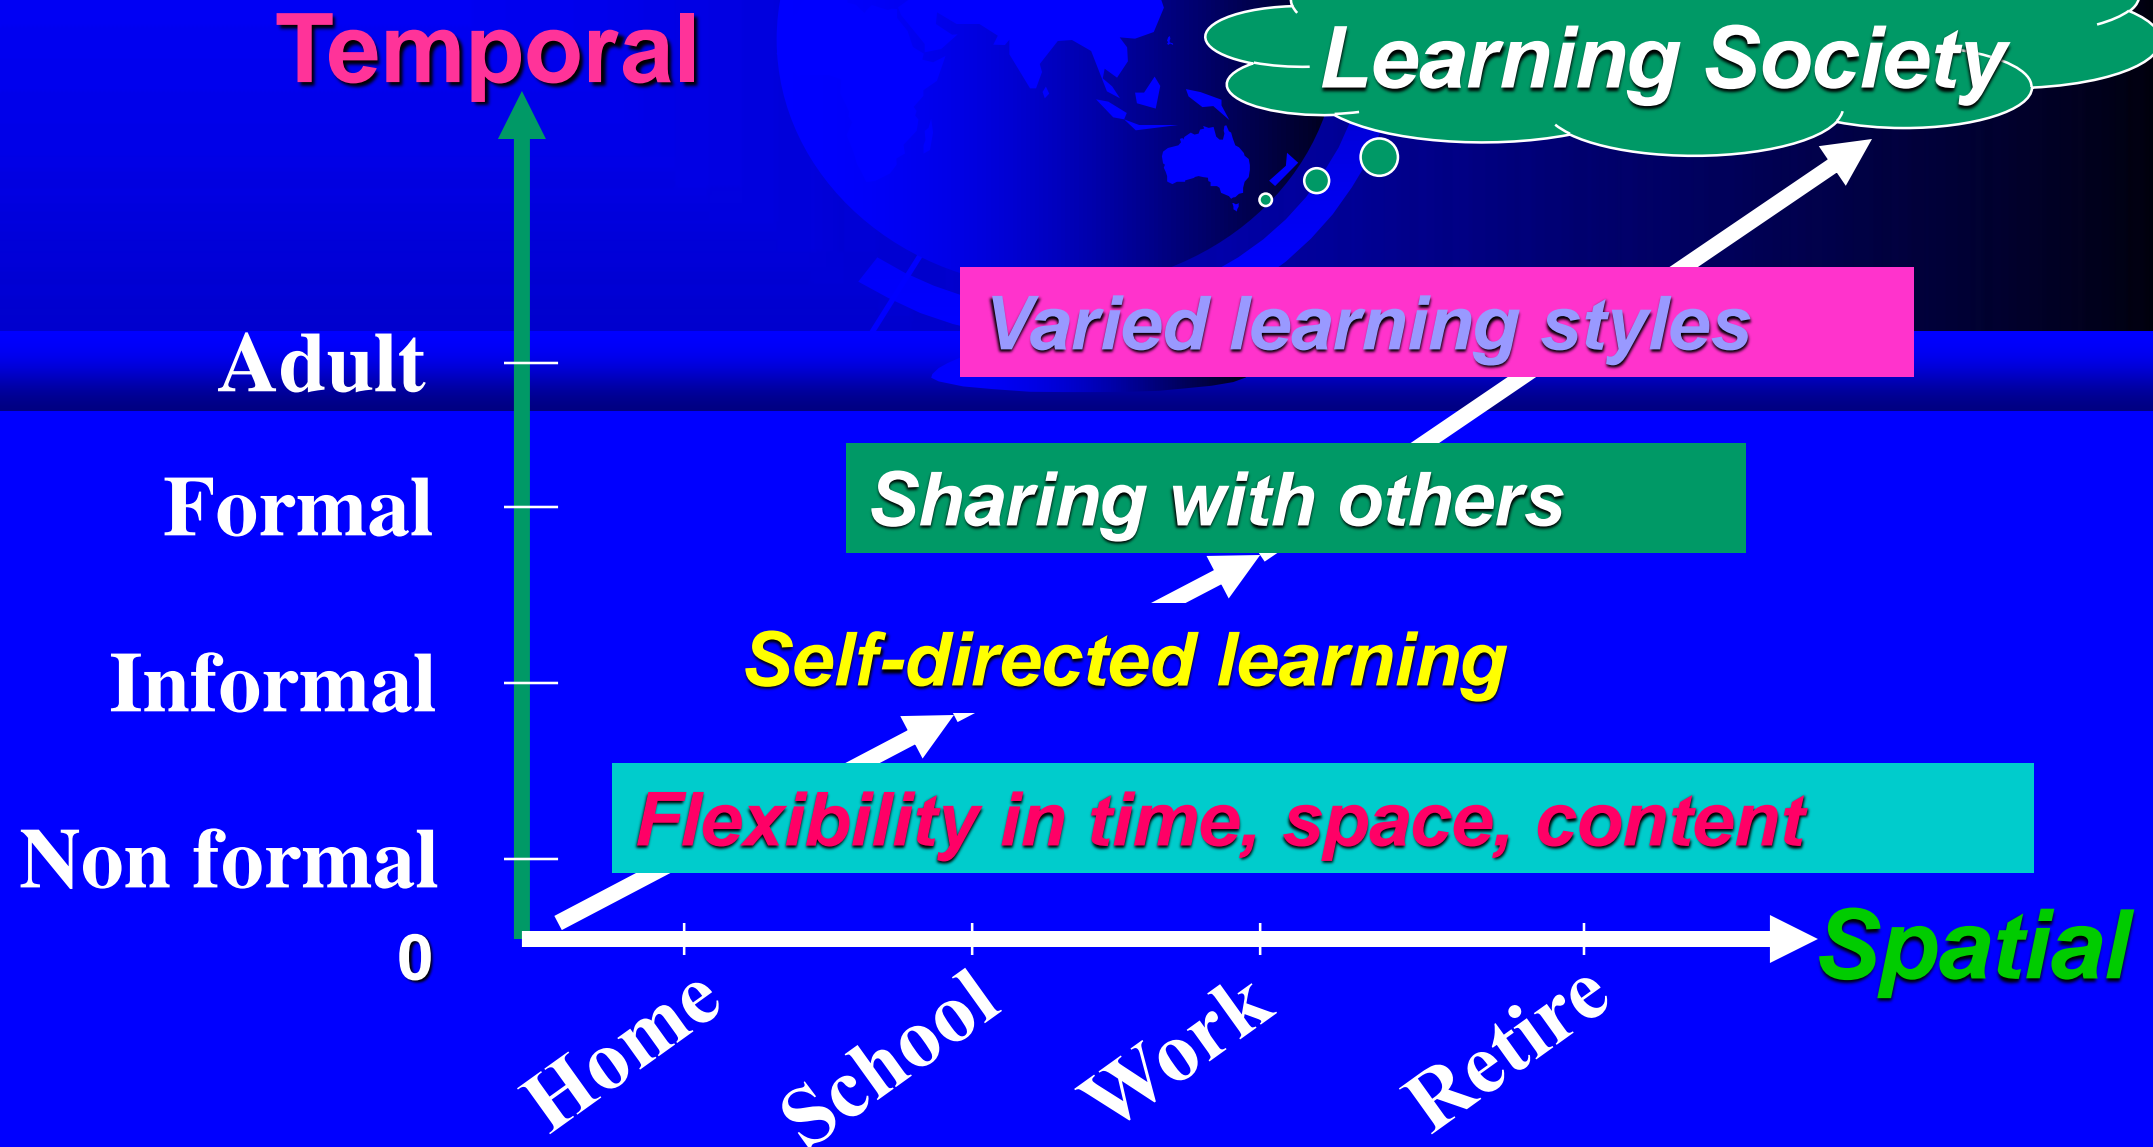 Temporal
Learning Society
Varied learning styles
Adult
Sharing with others
Formal
Self-directed learning
Informal
Flexibility in time, space, content
Non formal
0
Spatial
Home
School
Work
Retire